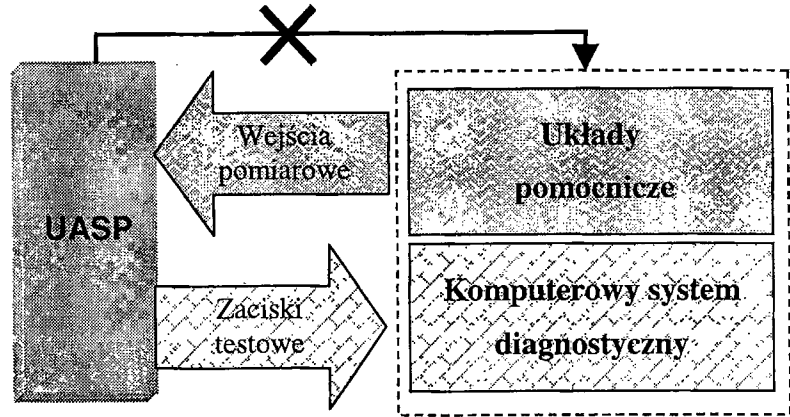 UASP
Wejścia
pomiarowe
Układy
pomocnicze
Zaciski
testowe
Komputerowy system
diagnostyczny